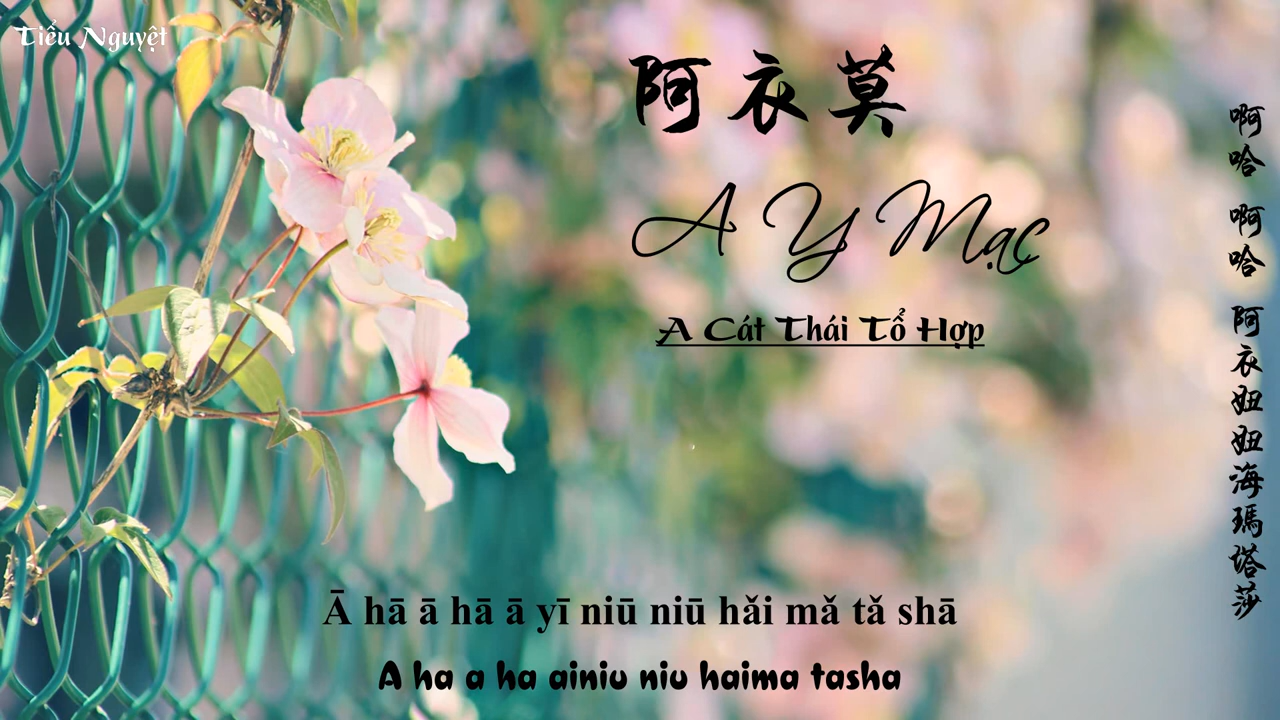 Tiểu Nguyệt
阿衣莫
A Y Mạc
A Cát Thái Tổ Hợp
啊哈 啊哈 阿衣妞妞海瑪塔莎
Ā hā ā hā ā yī niū niū hǎi mǎ tǎ shā
A ha a ha ainiu niu haima tasha